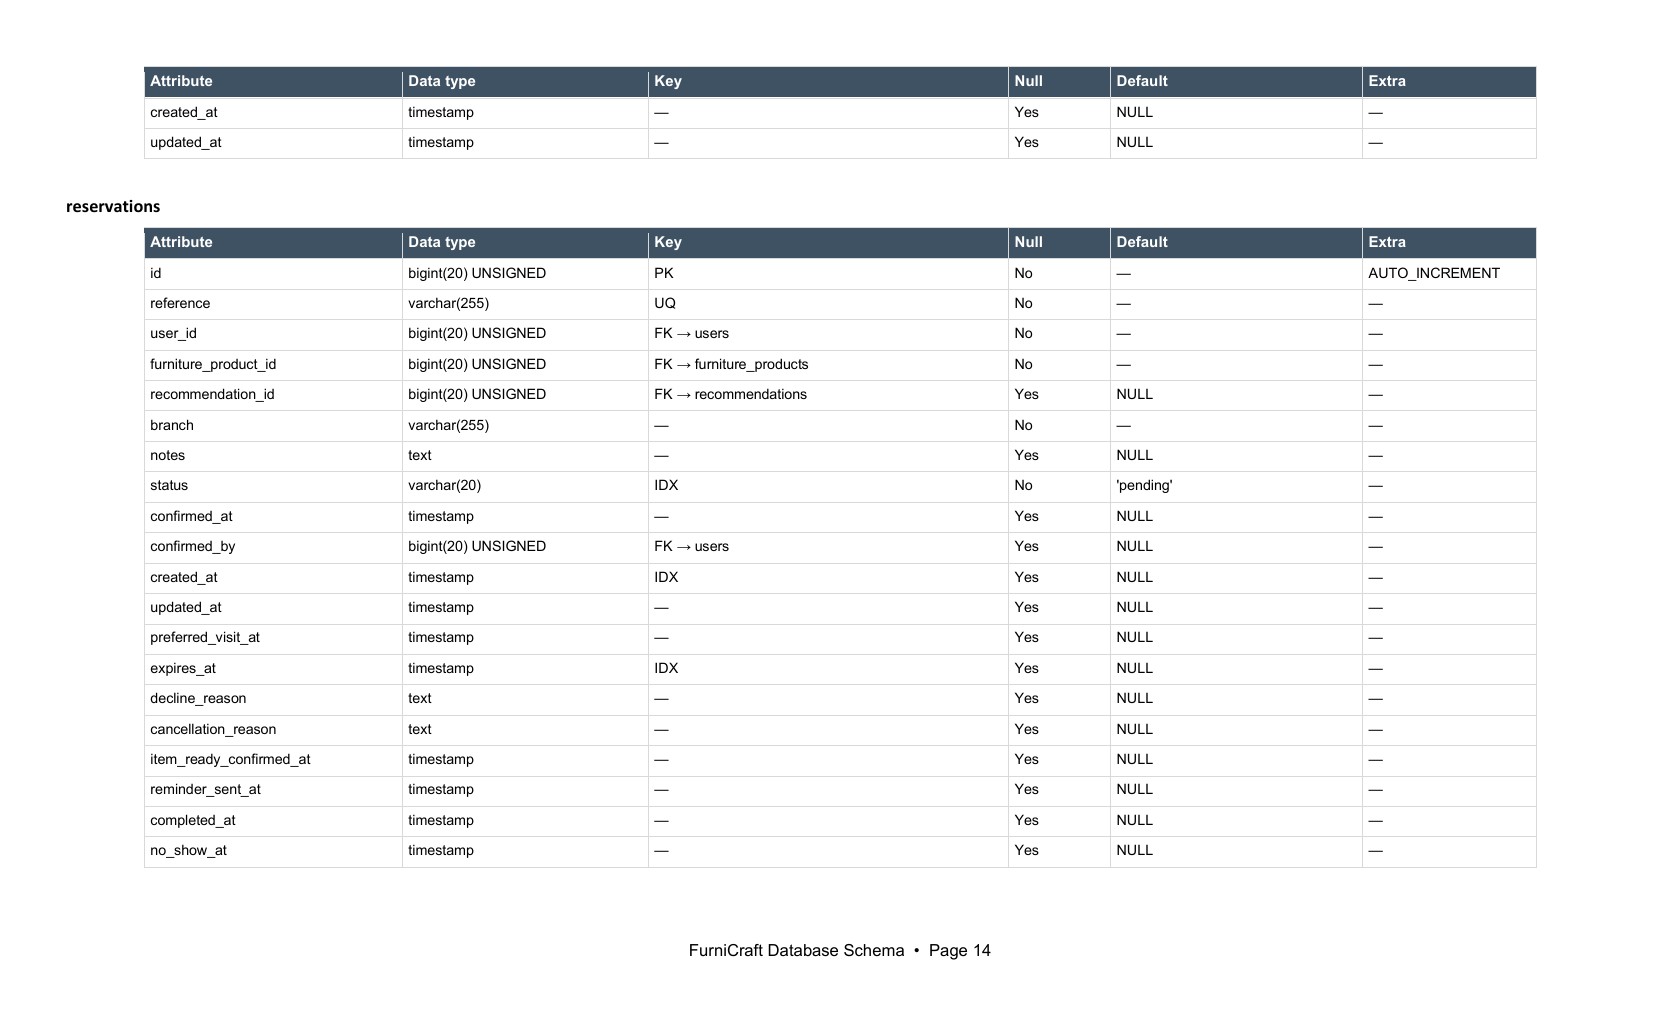 Attribute Data type Key Null Default Extra
created_at timestamp — Yes NULL —
updated_at timestamp — Yes NULL —
reservations
Attribute Data type Key Null Default Extra
id bigint(20) UNSIGNED PK No — AUTO_INCREMENT
reference varchar(255) UQ No — —
user_id bigint(20) UNSIGNED FK → users No — —
furniture_product_id bigint(20) UNSIGNED FK → furniture_products No — —
recommendation_id bigint(20) UNSIGNED FK → recommendations Yes NULL —
branch varchar(255) — No — —
notes text — Yes NULL —
status varchar(20) IDX No 'pending' —
confirmed_at timestamp — Yes NULL —
confirmed_by bigint(20) UNSIGNED FK → users Yes NULL —
created_at timestamp IDX Yes NULL —
updated_at timestamp — Yes NULL —
preferred_visit_at timestamp — Yes NULL —
expires_at timestamp IDX Yes NULL —
decline_reason text — Yes NULL —
cancellation_reason text — Yes NULL —
item_ready_confirmed_at timestamp — Yes NULL —
reminder_sent_at timestamp — Yes NULL —
completed_at timestamp — Yes NULL —
no_show_at timestamp — Yes NULL —
FurniCraft Database Schema • Page 14